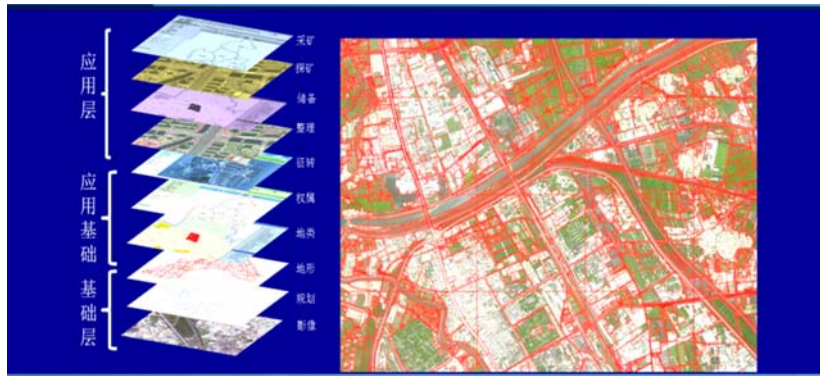 应用层
应用基础
基础层
采矿
探矿
储备
整理
征转
权属
地类
地形
规划
影像